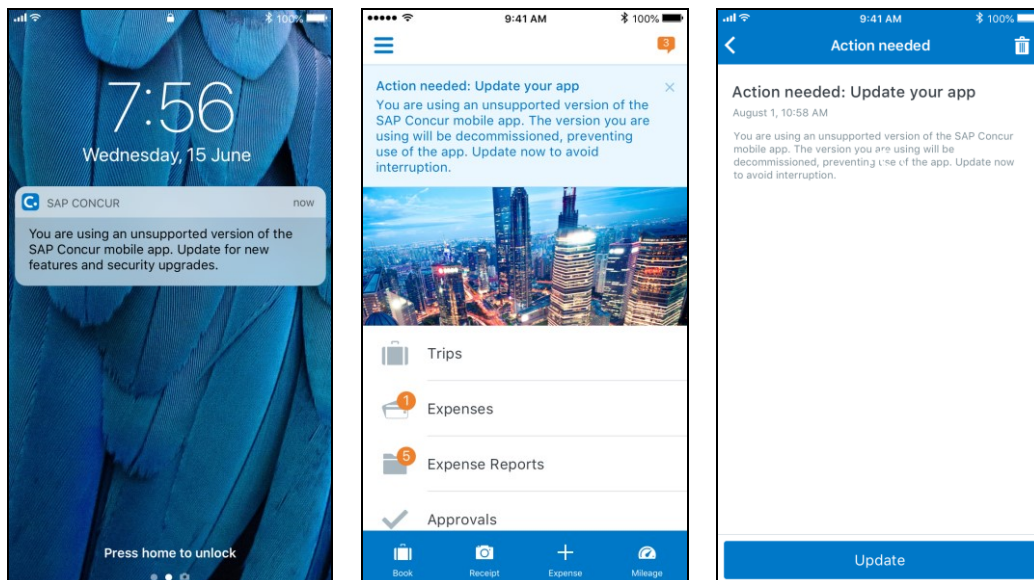 100%
7:56
Wednesday, 15 June
SAP CONCUR now
You are using an unsupported version of the
SAP Concur mobile app. Update for new
features and security upgrades.
Press home to unlock
9:41 AM 100%
3
Action needed: Update your app
You are using an unsupported version of the
SAP Concur mobile app. The version you are
using will be decommissioned, preventing
use of the app. Update now to avoid
interruption.
Trips
1
Expenses
5
Expense Reports
Approvals
Book Receipt Expense Mileage
9:41 AM 100%
Action needed
Action needed: Update your app
August 1, 10:58 AM
You are using an unsupported version of the SAP Concur
mobile app. The version you are using will be
decommissioned, preventing use of the app. Update now
to avoid interruption.
Update